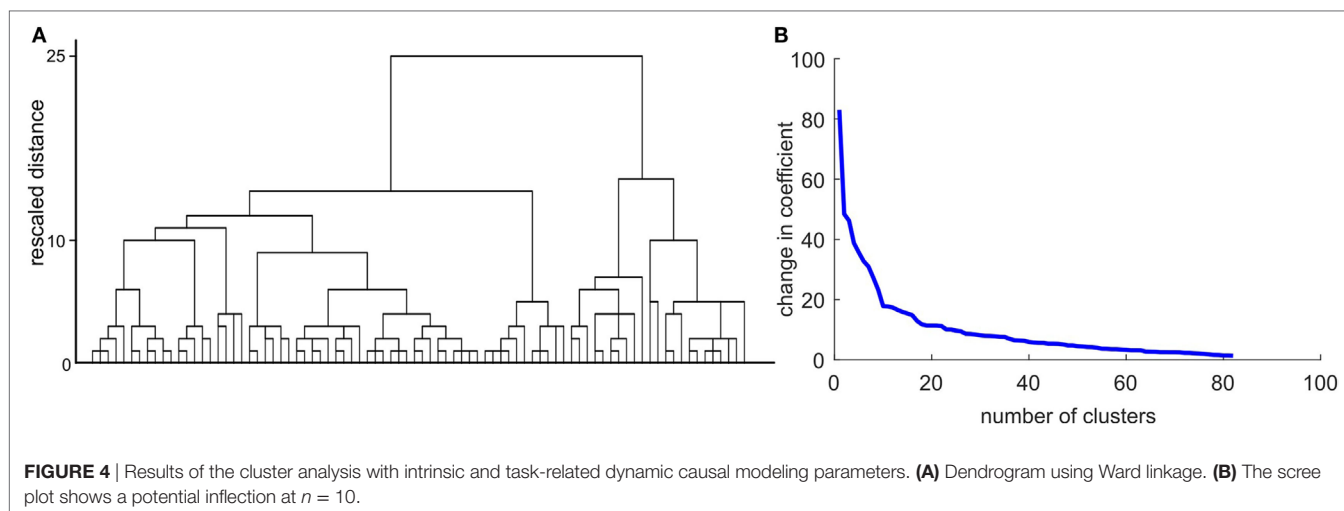 A
25
10
0
rescaled distance
B
100
80
60
40
20
0
change in coefficient
0 20 40 60 80 100
number of clusters
FIGURE 4 | Results of the cluster analysis with intrinsic and task-related dynamic causal modeling parameters. (A) Dendrogram using Ward linkage. (B) The scree
plot shows a potential inflection at n = 10.